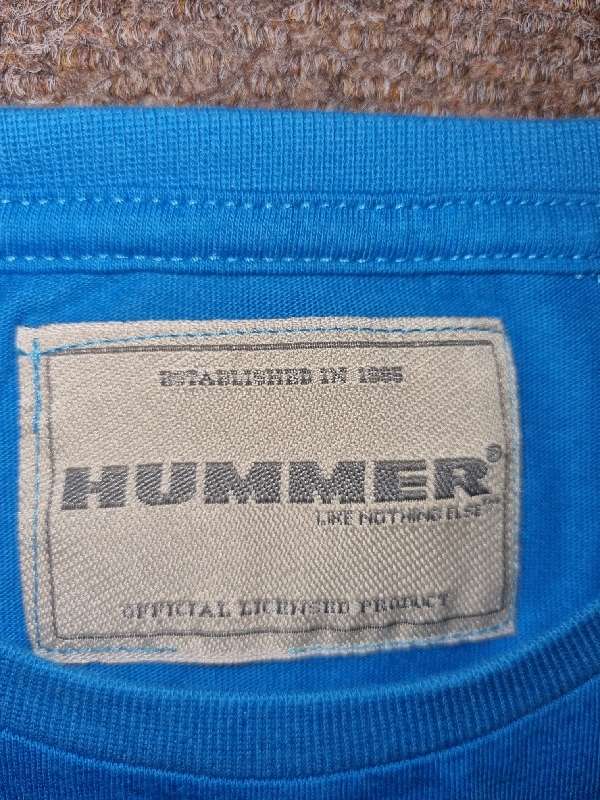 ESTABLISHED IN 1985
HUMMER®
LIKE NOTHING ELSE™
OFFICIAL LICENSED PRODUCT